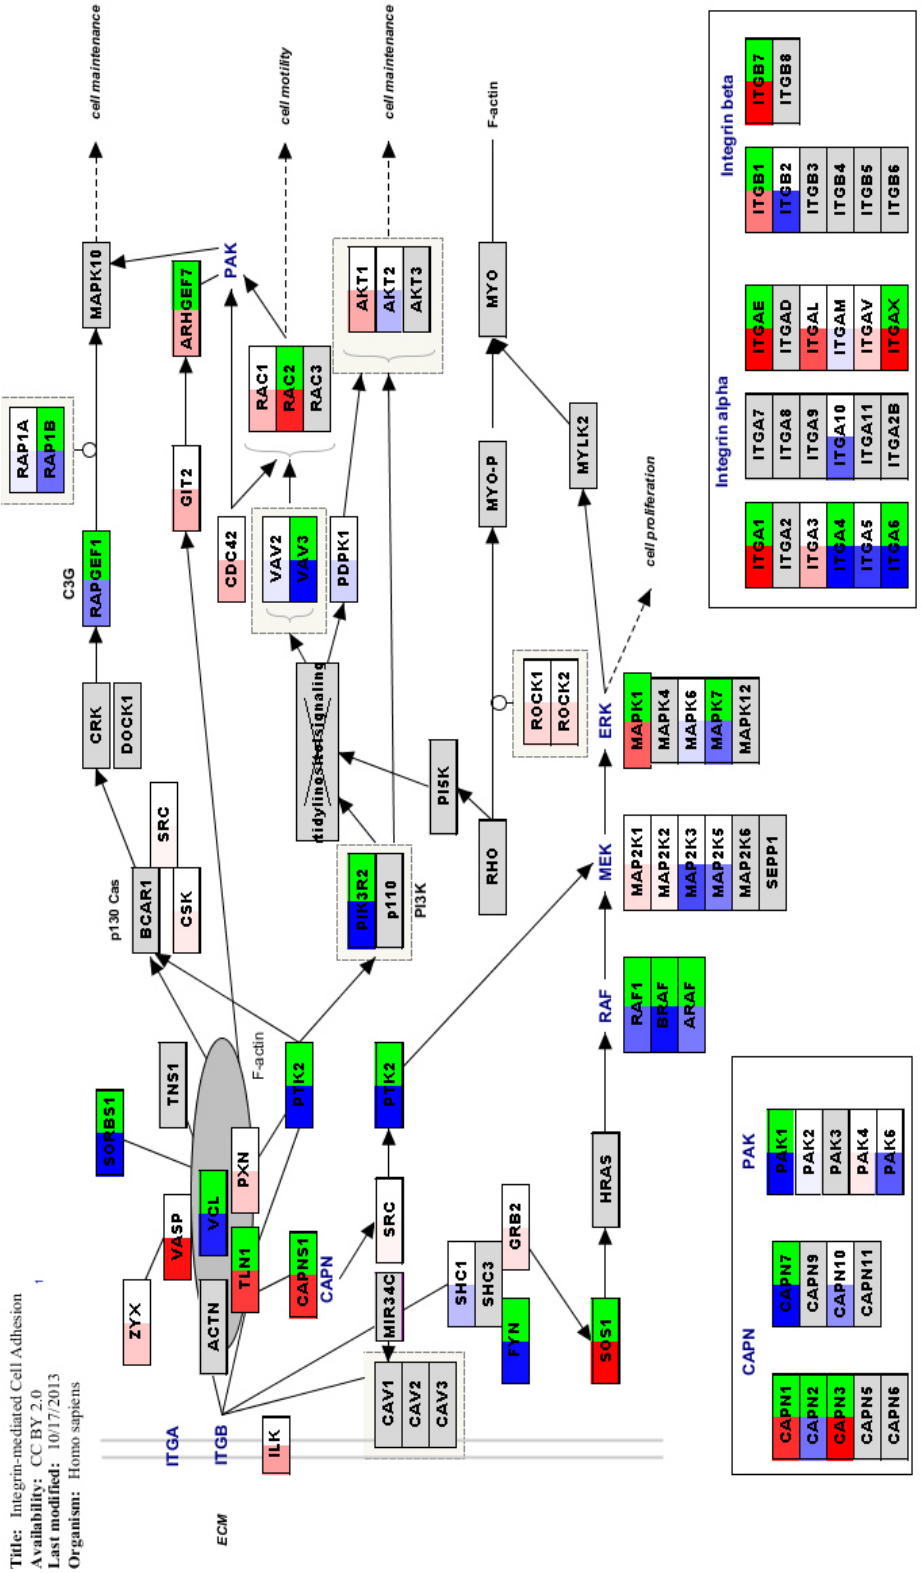 Title: Integrin-mediated Cell Adhesion
Availability: CC BY 2.0
Last modified: 10/17/2013
Organism: Homo sapiens
1
ECM
ITGA
ITGB
ILK
ZYX
VASP
ACTN
VCL
TLN1
PXN
SORBS1
TNS1
F-actin
PTK2
CAPNS1
CAPN
MIR34C
SRC
PTK2
CAV1
CAV2
CAV3
SHC1
SHC3
GRB2
FYN
SOS1
HRAS
p130 Cas
BCAR1
SRC
CSK
CRK
DOCK1
C3G
RAPGEF1
RAP1A
RAP1B
MAPK10
cell maintenance
GIT2
ARHGEF7
PAK
CDC42
VAV2
VAV3
RAC1
RAC2
RAC3
cell motility
PIK3R2
p110
PI3K
tidylinositolsignaling
PDPK1
AKT1
AKT2
AKT3
cell maintenance
PI5K
RHO
ROCK1
ROCK2
MYO-P
MYO
F-actin
MYLK2
RAF
RAF1
BRAF
ARAF
MEK
MAP2K1
MAP2K2
MAP2K3
MAP2K5
MAP2K6
SEPP1
ERK
MAPK1
MAPK4
MAPK6
MAPK7
MAPK12
cell proliferation
CAPN
CAPN1
CAPN2
CAPN3
CAPN5
CAPN6
CAPN7
CAPN9
CAPN10
CAPN11
PAK
PAK1
PAK2
PAK3
PAK4
PAK6
Integrin alpha
ITGA1
ITGA2
ITGA3
ITGA4
ITGA5
ITGA6
ITGA7
ITGA8
ITGA9
ITGA10
ITGA11
ITGA2B
ITGAE
ITGAD
ITGAL
ITGAM
ITGAV
ITGAX
Integrin beta
ITGB1
ITGB2
ITGB3
ITGB4
ITGB5
ITGB6
ITGB7
ITGB8